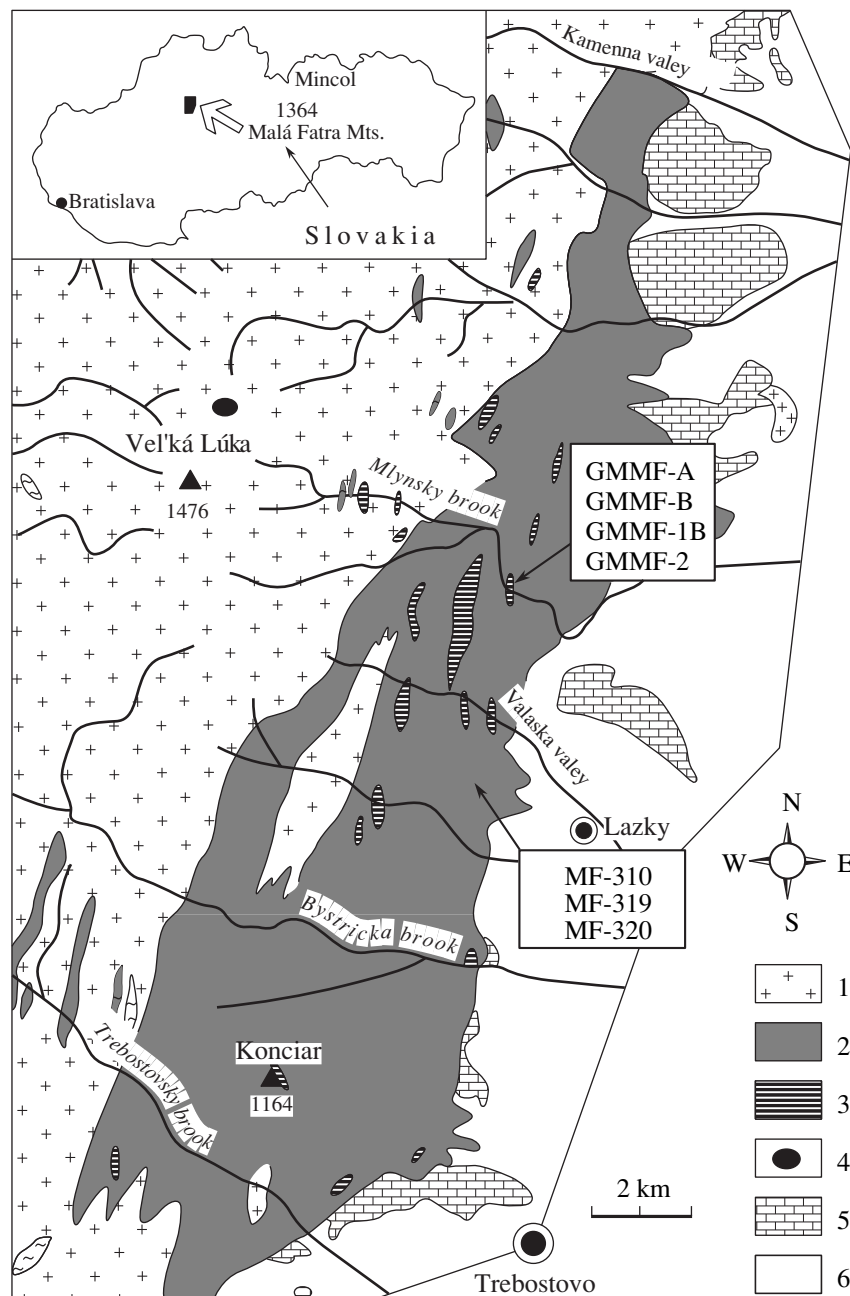 Kamenna valey
Mincol
1364
Malá Fatra Mts.
Bratislava
Slovakia
Vel'ká Lúka
1476
Mlynsky brook
GMMF-A
GMMF-B
GMMF-1B
GMMF-2
Valaska valey
N
Lazky
W
E
S
MF-310
MF-319
MF-320
Bystricka brook
1
2
Trebostovsky brook
Konciar
1164
3
4
2 km
5
6
Trebostovo